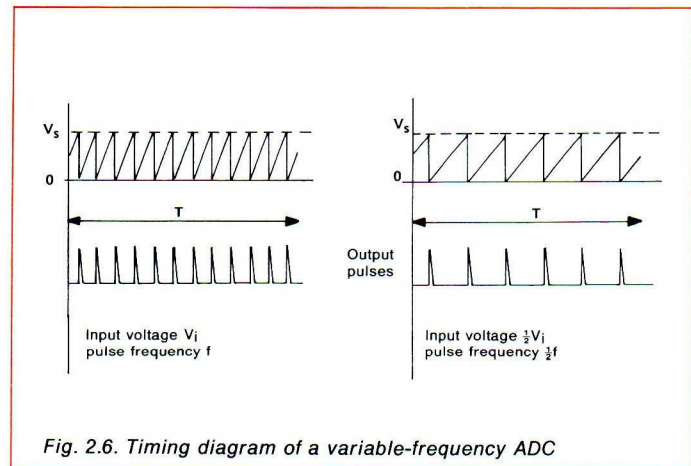 Vs
0
T
Input voltage Vi
pulse frequency f
Vs
0
T
Output
pulses
Input voltage ½Vi
pulse frequency ½f
Fig. 2.6. Timing diagram of a variable-frequency ADC